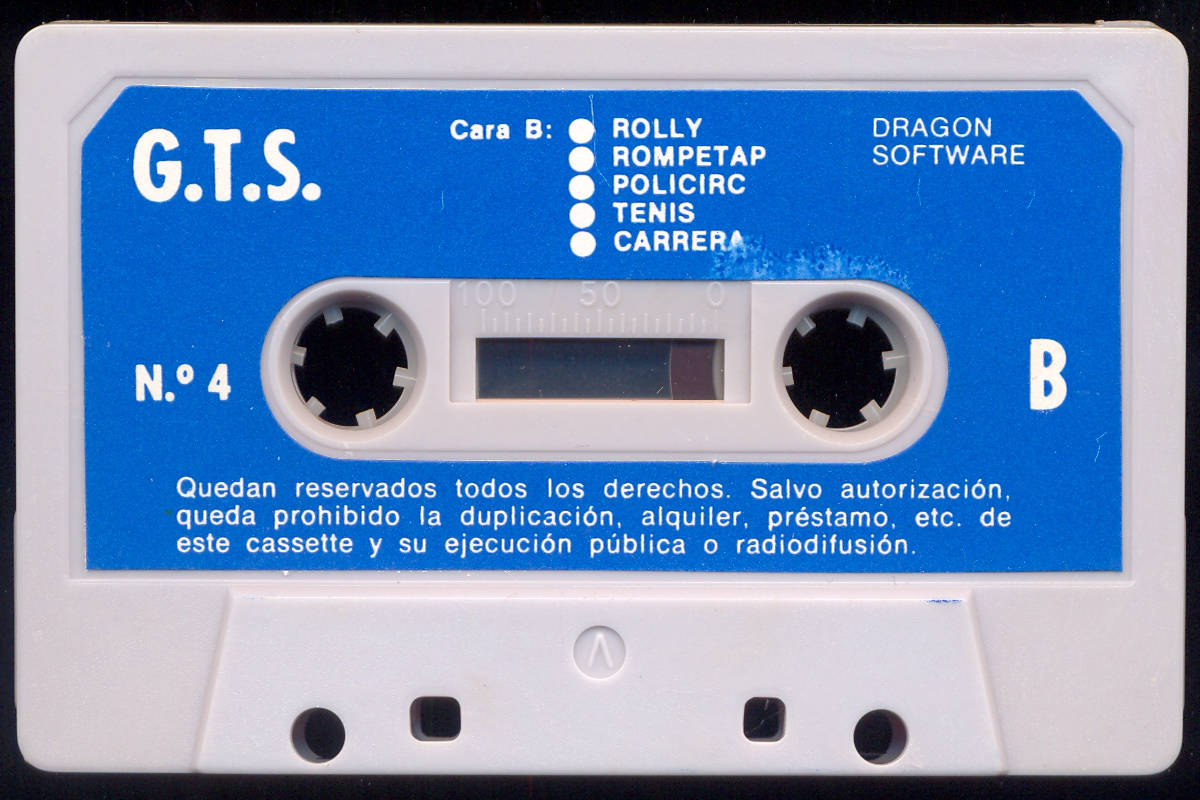 G.T.S.
Cara B:
ROLLY
ROMPETAP
POLICIRC
TENIS
CARRERA
DRAGON
SOFTWARE
100 / 50 0
N.º 4
B
Quedan reservados todos los derechos. Salvo autorización,
queda prohibido la duplicación, alquiler, préstamo, etc. de
este cassette y su ejecución pública o radiodifusión.